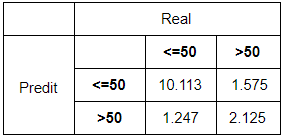 Real
<=50 >50
Predit <=50 10.113 1.575
>50 1.247 2.125